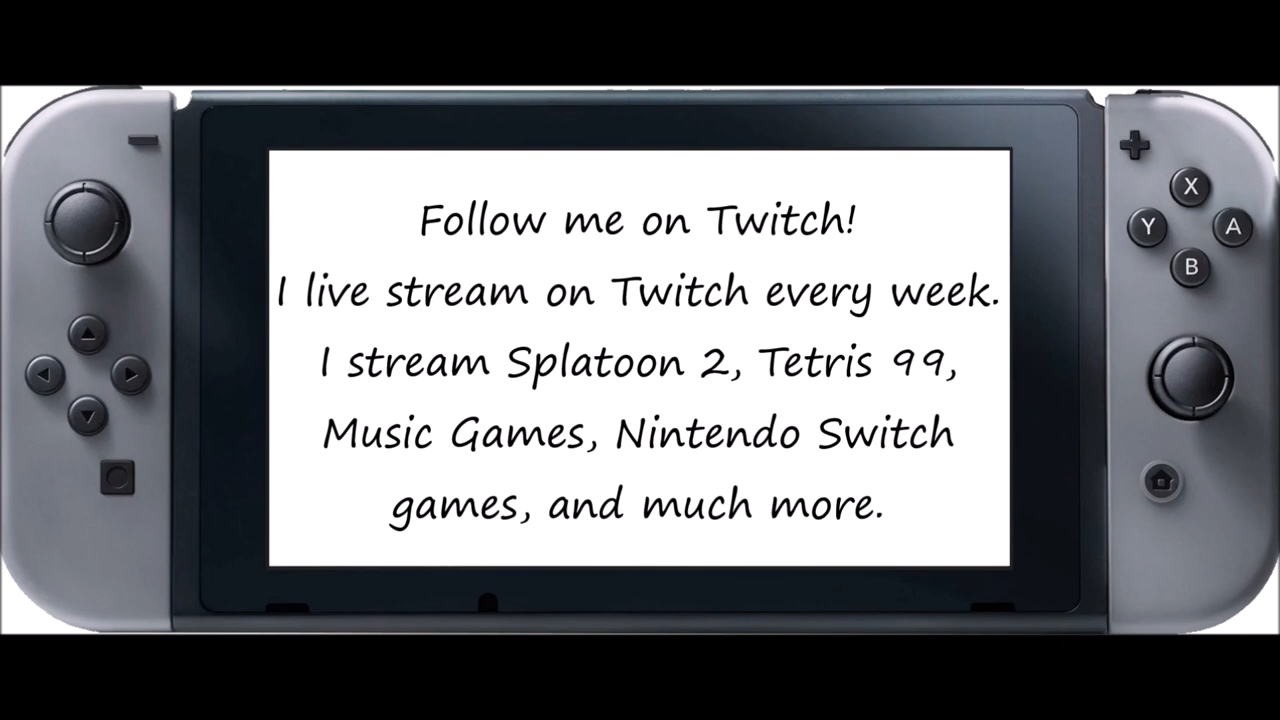 Follow me on Twitch!
I live stream on Twitch every week.
I stream Splatoon 2, Tetris 99,
Music Games, Nintendo Switch
games, and much more.
X
Y A
B